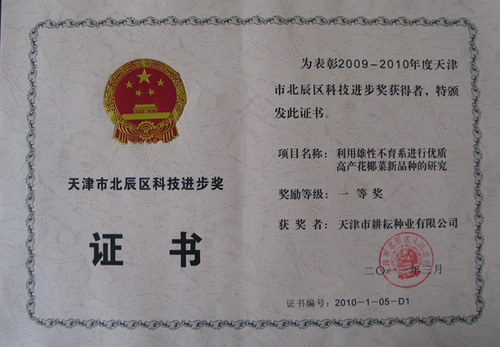 天津市北辰区科技进步奖
证书
为表彰2009-2010年度天津
市北辰区科技进步奖获得者，特颁
发此证书。
项目名称： 利用雄性不育系进行优质
高产花椰菜新品种的研究
奖励等级： 一等奖
获奖者： 天津市耕耘种业有限公司
二〇一一年三月
证书编号：2010-1-05-D1